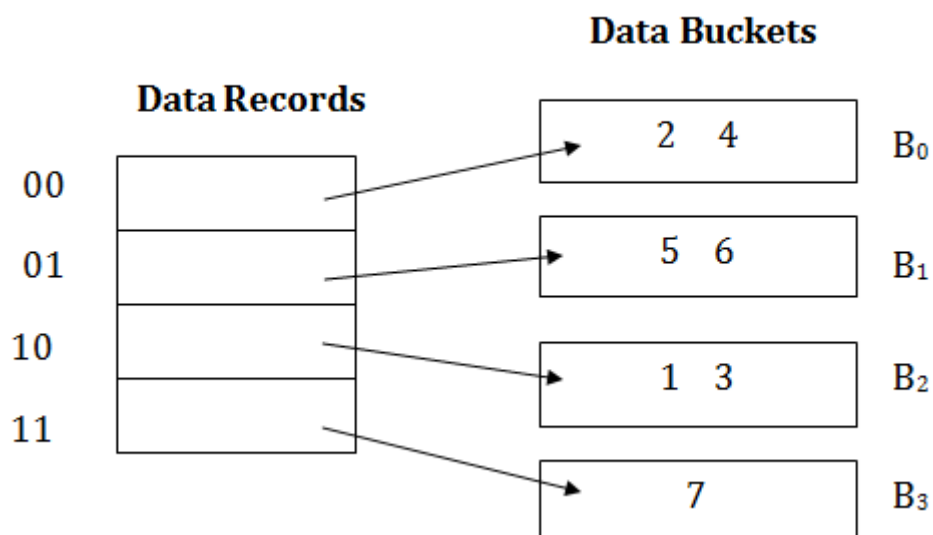 Data Buckets
Data Records
2 4 B₀
00
5 6 B₁
01
10
1 3 B₂
11
7 B₃